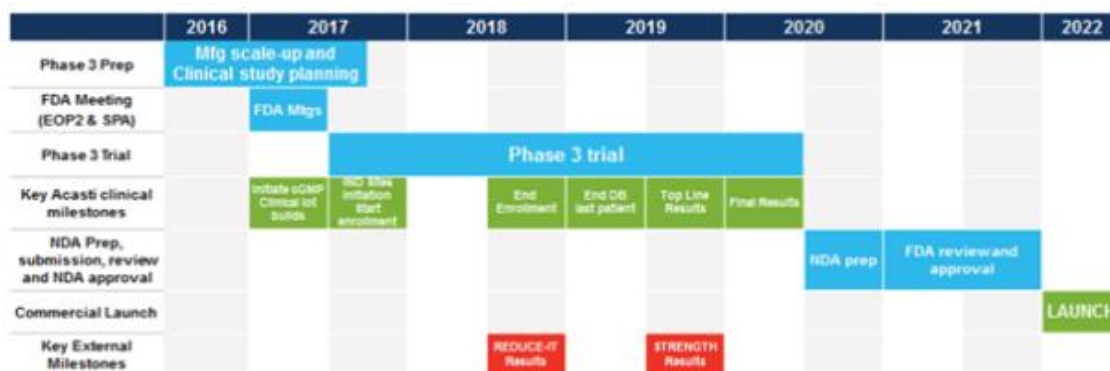 2016 2017 2018 2019 2020 2021 2022
Phase 3 Prep
Mfg scale-up and
Clinical study planning
FDA Meeting
(EOP2 & SPA)
FDA Mtgs
Phase 3 Trial
Phase 3 trial
Key Acasti clinical
milestones
Initiate cGMP
Clinical lot
builds
Sites
initiation
Start
enrollment
End
Enrollment
End DB
last patient
Top Line
Results
Final Results
NDA Prep,
submission, review
and NDA approval
NDA prep
FDA review and
approval
Commercial Launch
LAUNCH
Key External
Milestones
REDUCE-IT
Results
STRENGTH
Results